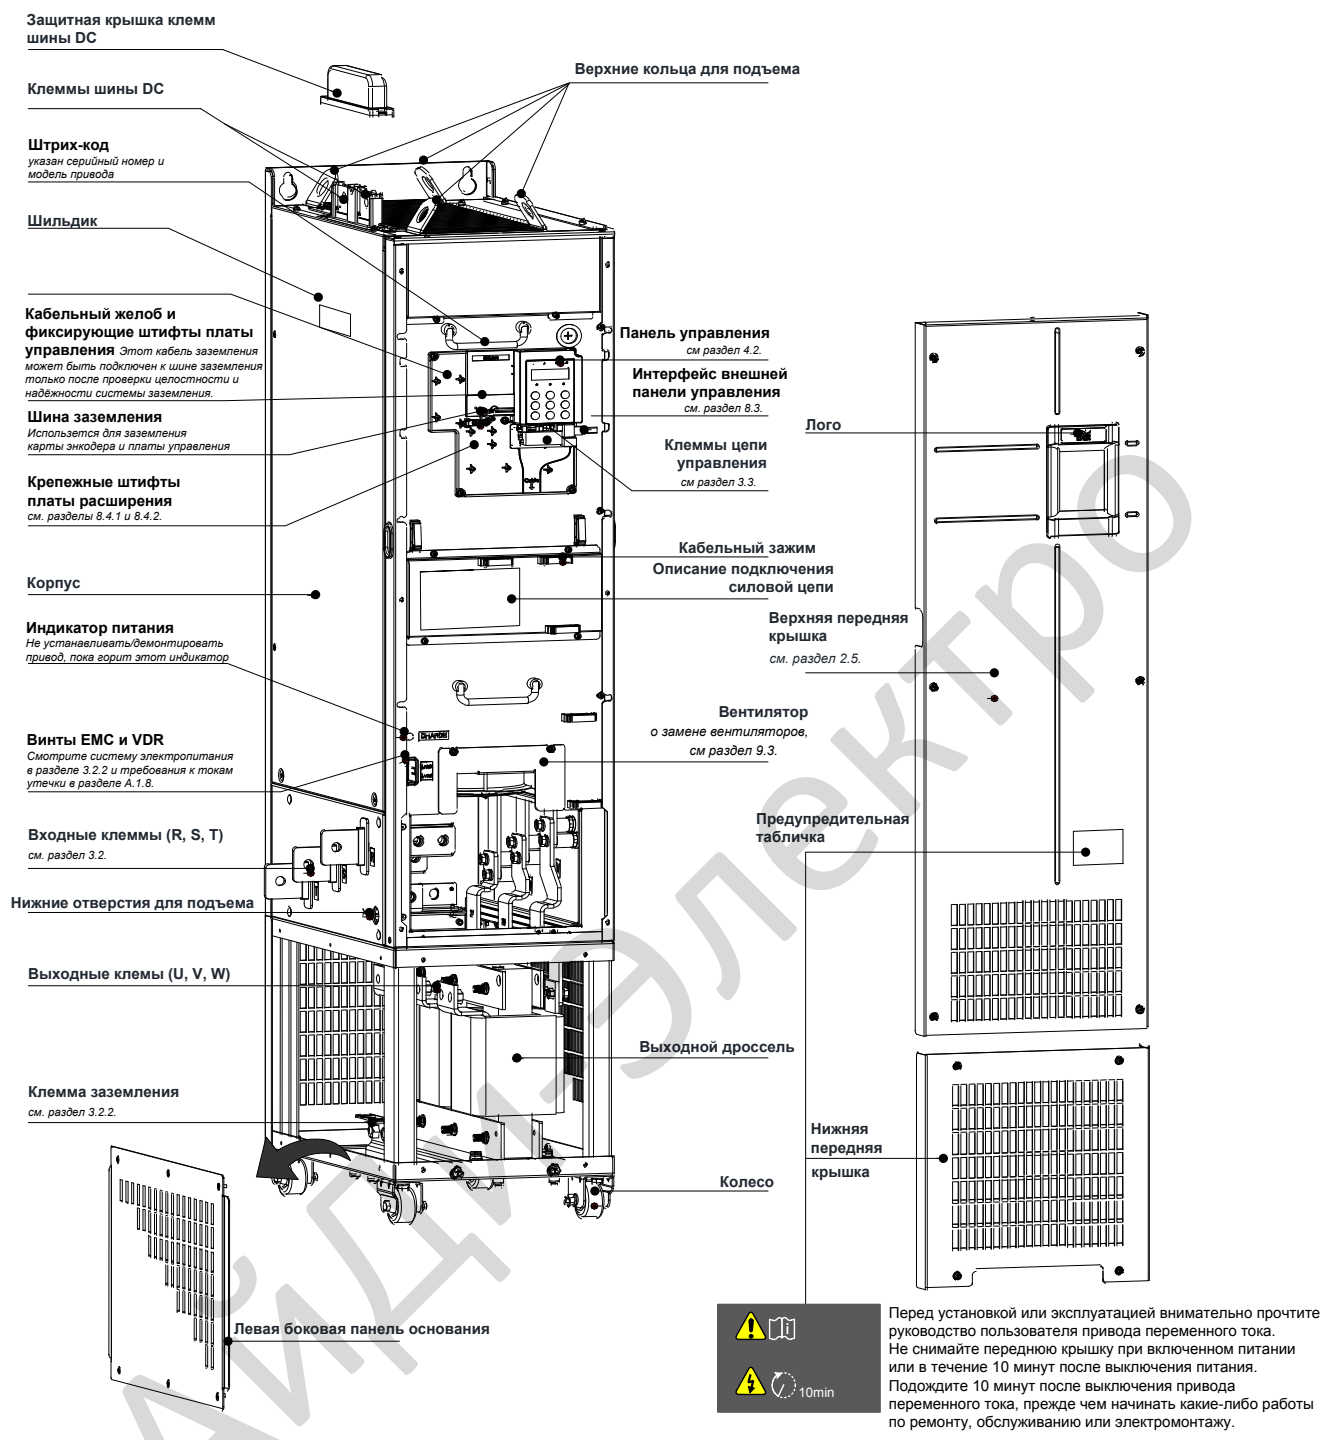 Защитная крышка клемм
шины DC
Клеммы шины DC
Штрих-код
указан серийный номер и
модель привода
Шильдик
Кабельный желоб и
фиксирующие штифты платы
управления Этот кабель заземления
может быть подключен к шине заземления
только после проверки целостности и
надёжности системы заземления.
Шина заземления
Использется для заземления
карты энкодера и платы управления
Крепежные штифты
платы расширения
см. разделы 8.4.1 и 8.4.2.
Корпус
Индикатор питания
Не устанавливать/демонтировать
привод, пока горит этот индикатор
Винты EMC и VDR
Смотрите систему электропитания
в разделе 3.2.2 и требования к токам
утечки в разделе A.1.8.
Входные клеммы (R, S, T)
см. раздел 3.2.
Нижние отверстия для подъема
Выходные клемы (U, V, W)
Клемма заземления
см. раздел 3.2.2.
Левая боковая панель основания
Верхние кольца для подъема
Панель управления
см раздел 4.2.
Интерфейс внешней
панели управления
см. раздел 8.3.
Клеммы цепи
управления
см раздел 3.3.
Кабельный зажим
Описание подключения
силовой цепи
CHARGE
Вентилятор
о замене вентиляторов,
см раздел 9.3.
Выходной дроссель
Колесо
Лого
Верхняя передняя
крышка
см. раздел 2.5.
Предупредительная
табличка
Нижняя
передняя
крышка
10min
Перед установкой или эксплуатацией внимательно прочтите
руководство пользователя привода переменного тока.
Не снимайте переднюю крышку при включенном питании
или в течение 10 минут после выключения питания.
Подождите 10 минут после выключения привода
переменного тока, прежде чем начинать какие-либо работы
по ремонту, обслуживанию или электромонтажу.
АйДи-Электро